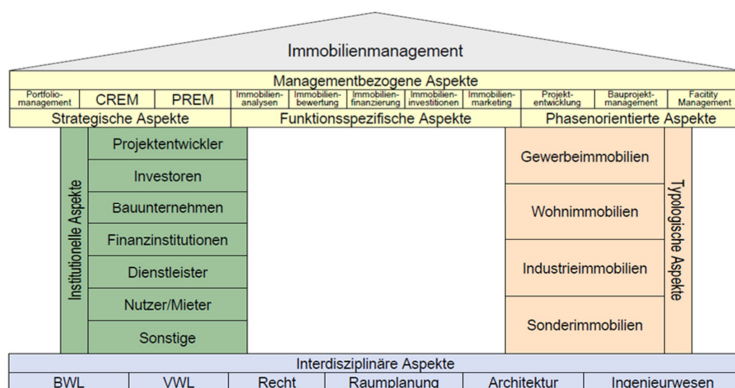 Immobilienmanagement
Managementbezogene Aspekte
Portfolio-
management
CREM
PREM
Immobilien-
analysen
Immobilien-
bewertung
Immobilien-
finanzierung
Immobilien-
investitionen
Immobilien-
marketing
Projekt-
entwicklung
Bauprojekt-
management
Facitity
Management
Strategische Aspekte
Funktionsspezifische Aspekte
Phasenorientierte Aspekte
Institutionelle Aspekte
Projektentwickler
Investoren
Bauunternehmen
Finanzinstitutionen
Dienstleister
Nutzer/Mieter
Sonstige
Gewerbeimmobilien
Wohnimmobilien
Industrieimmobilien
Sonderimmobilien
Typologische Aspekte
Interdisziplinäre Aspekte
BWL
VWL
Recht
Raumplanung
Architektur
Ingenieurwesen